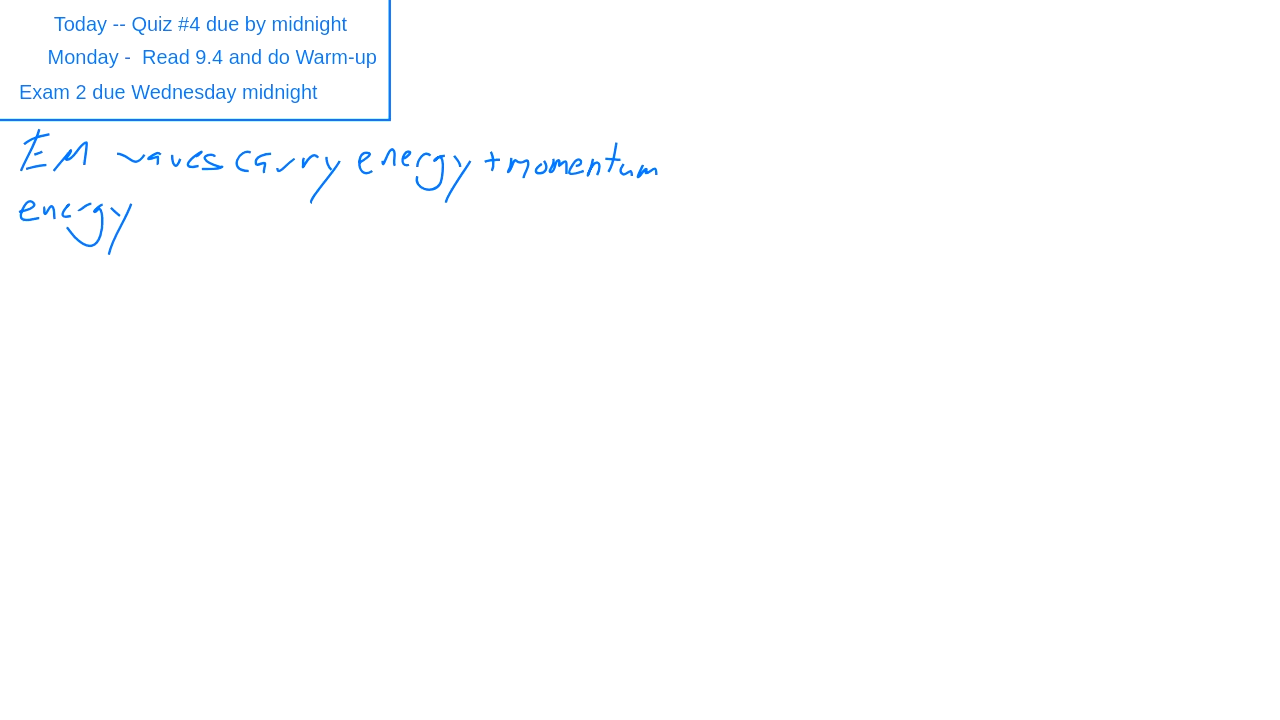 Today -- Quiz #4 due by midnight
Monday -  Read 9.4 and do Warm-up
Exam 2 due Wednesday midnight
EM waves carry energy + momentum
energy